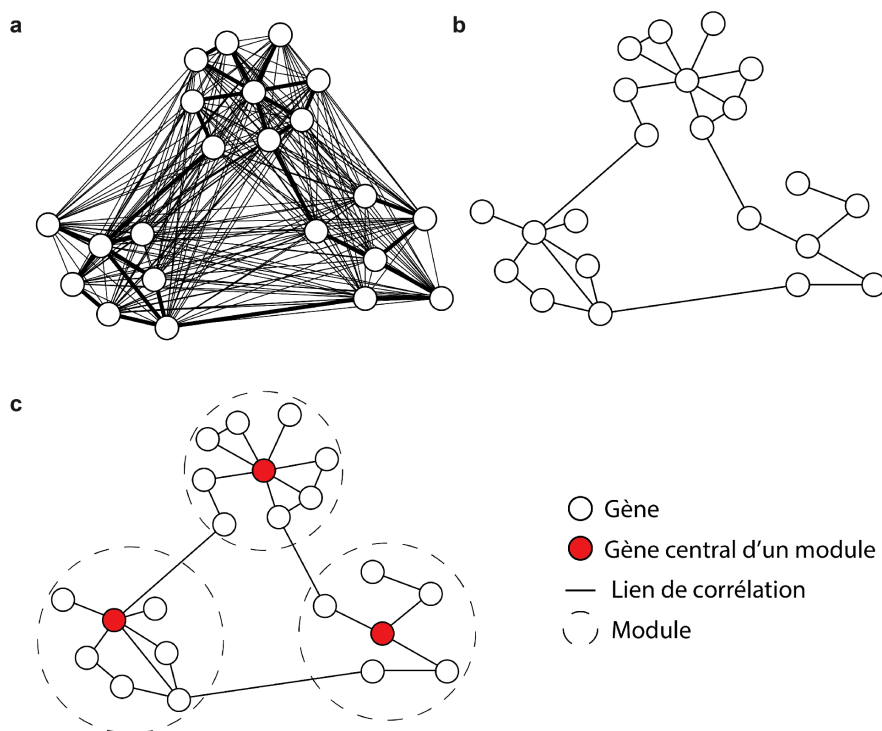 a
b
c
Gène
Gène central d'un module
Lien de corrélation
Module